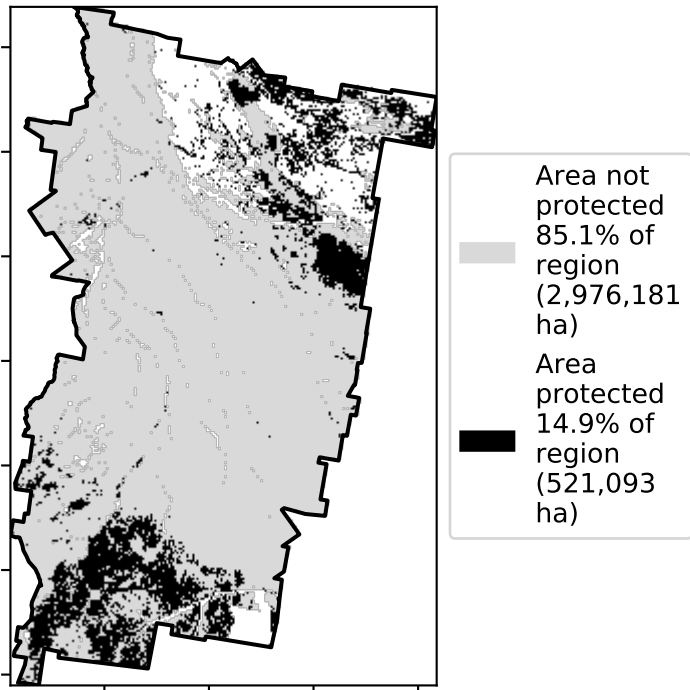 Area not
protected
85.1% of
region
(2,976,181
ha)
Area
protected
14.9% of
region
(521,093
ha)